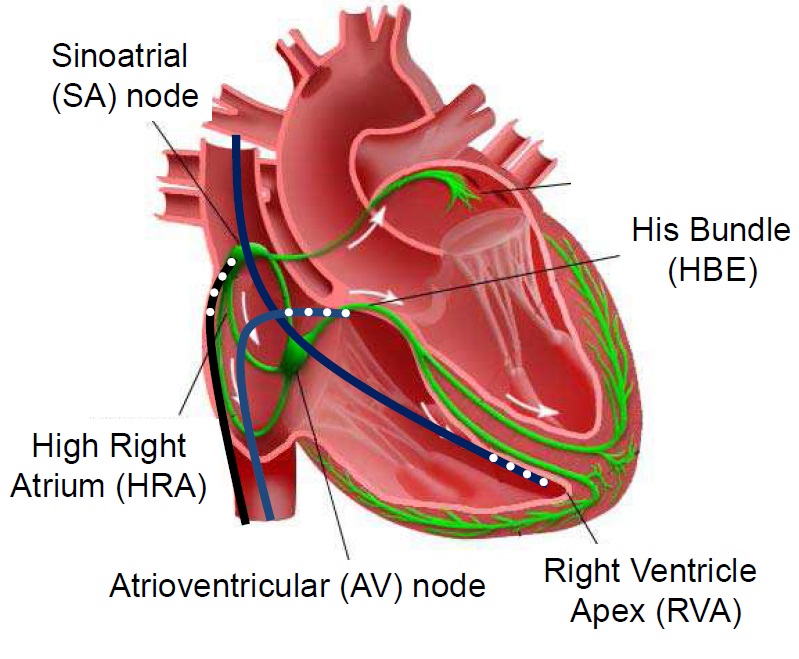 Sinoatrial
(SA) node
His Bundle
(HBE)
High Right
Atrium (HRA)
Atrioventricular (AV) node
Right Ventricle
Apex (RVA)